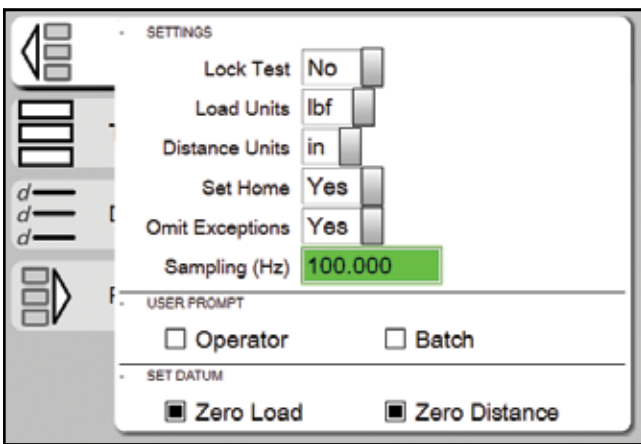 SETTINGS
Lock Test No
Load Units lbf
Distance Units in
Set Home Yes
Omit Exceptions Yes
Sampling (Hz) 100.000
USER PROMPT
Operator Batch
SET DATUM
Zero Load Zero Distance
d
d
d